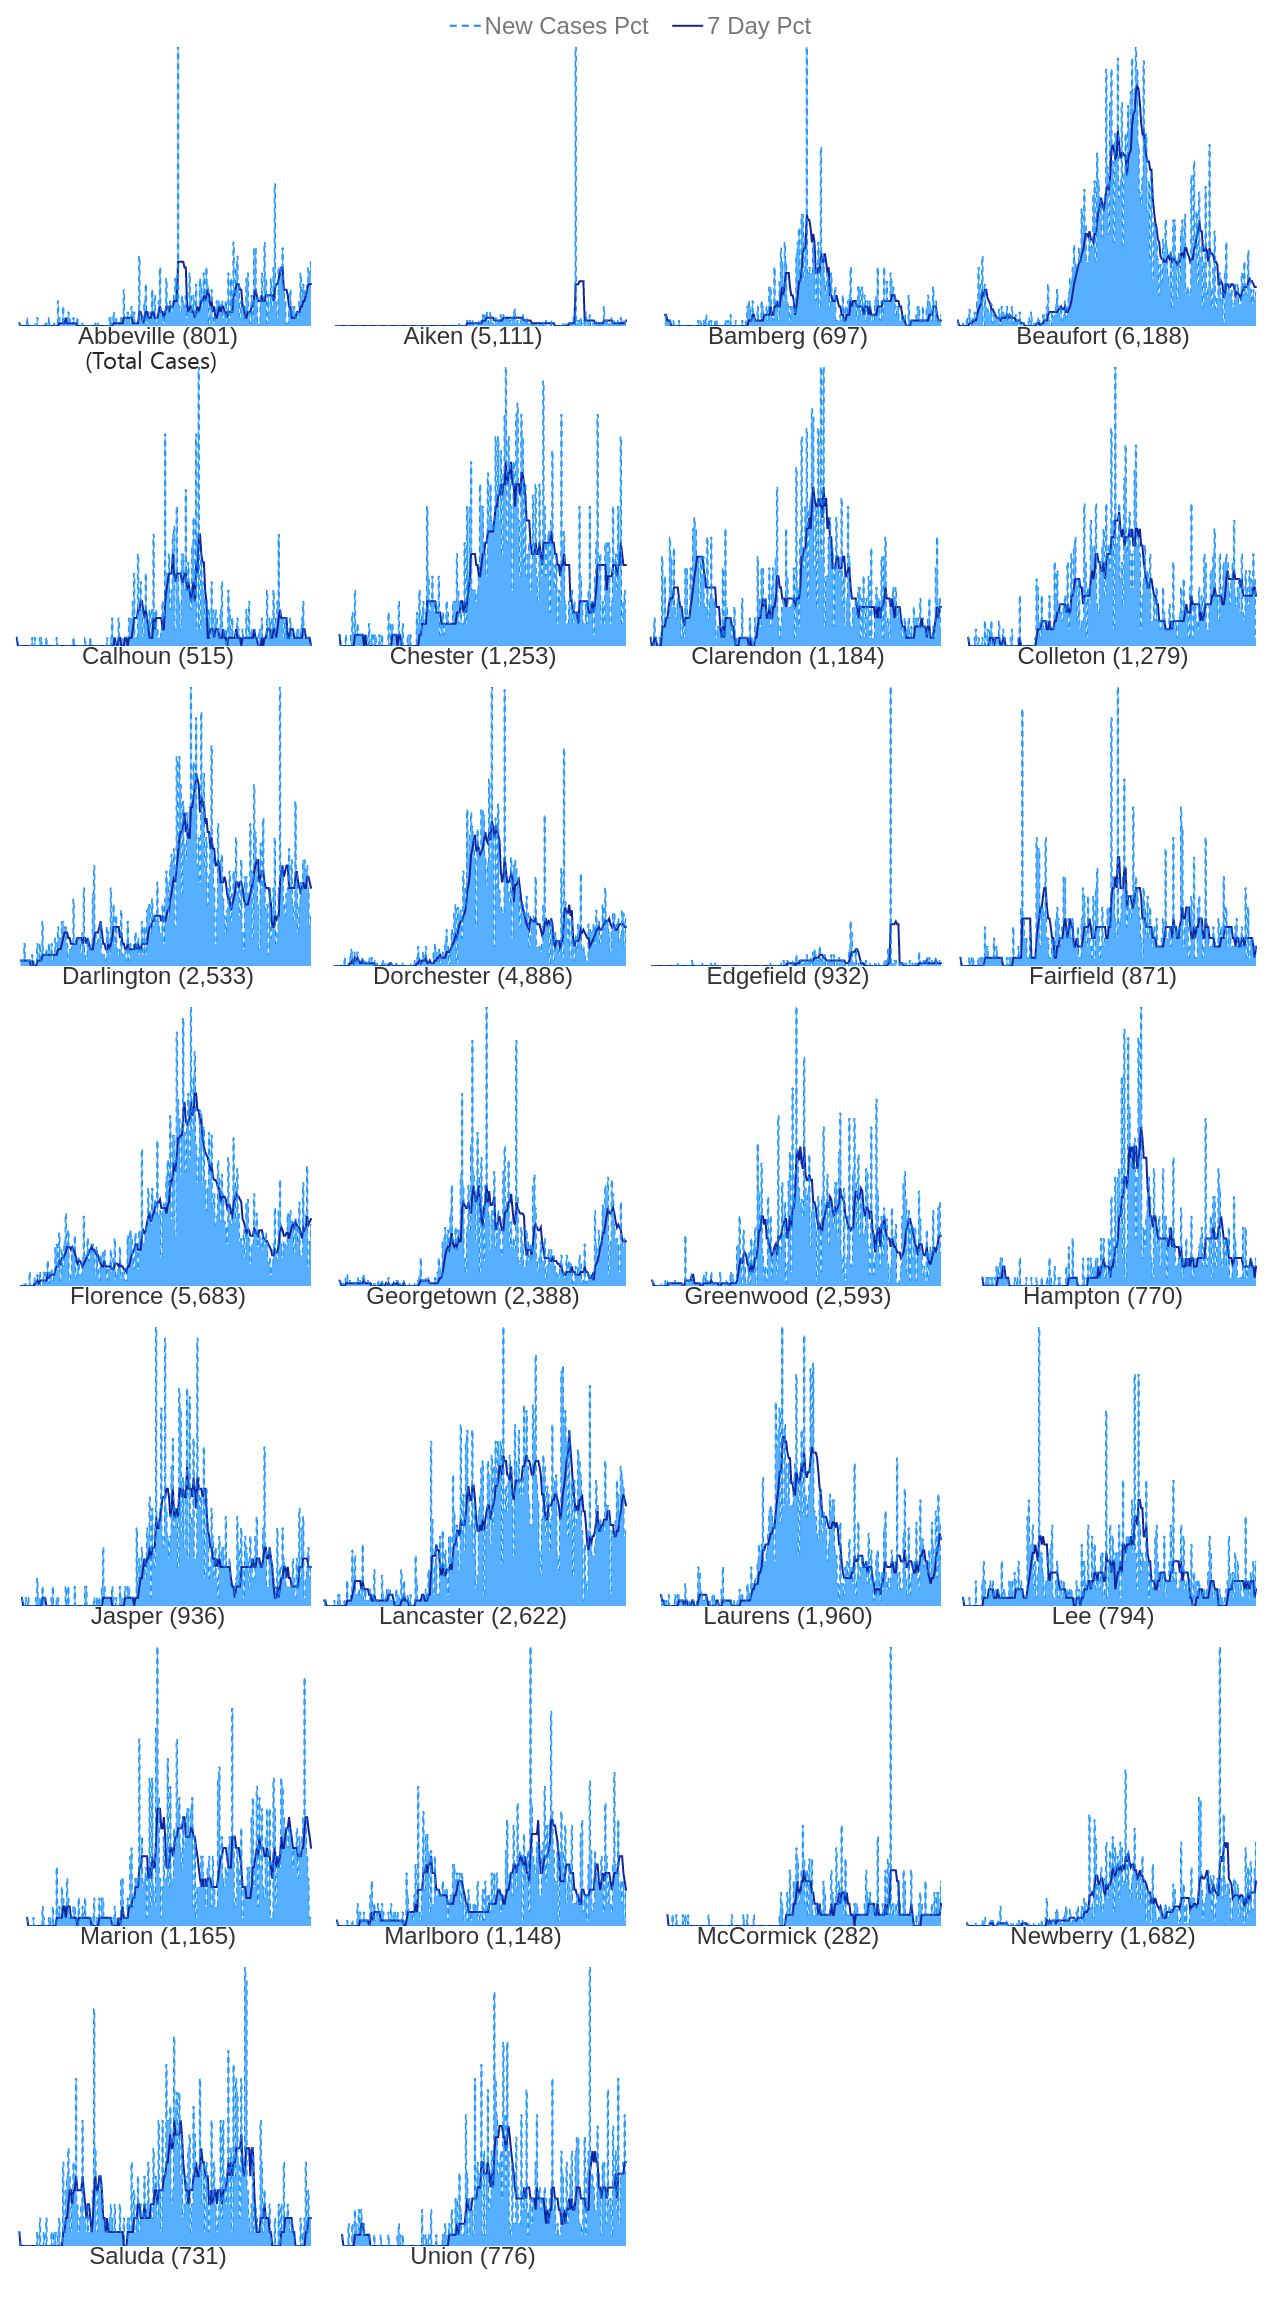 New Cases Pct 7 Day Pct
Abbeville (801) Aiken (5,111) Bamberg (697) Beaufort (6,188)
(Total Cases)
Calhoun (515) Chester (1,253) Clarendon (1,184) Colleton (1,279)
Darlington (2,533) Dorchester (4,886) Edgefield (932) Fairfield (871)
Florence (5,683) Georgetown (2,388) Greenwood (2,593) Hampton (770)
Jasper (936) Lancaster (2,622) Laurens (1,960) Lee (794)
Marion (1,165) Marlboro (1,148) McCormick (282) Newberry (1,682)
Saluda (731) Union (776)